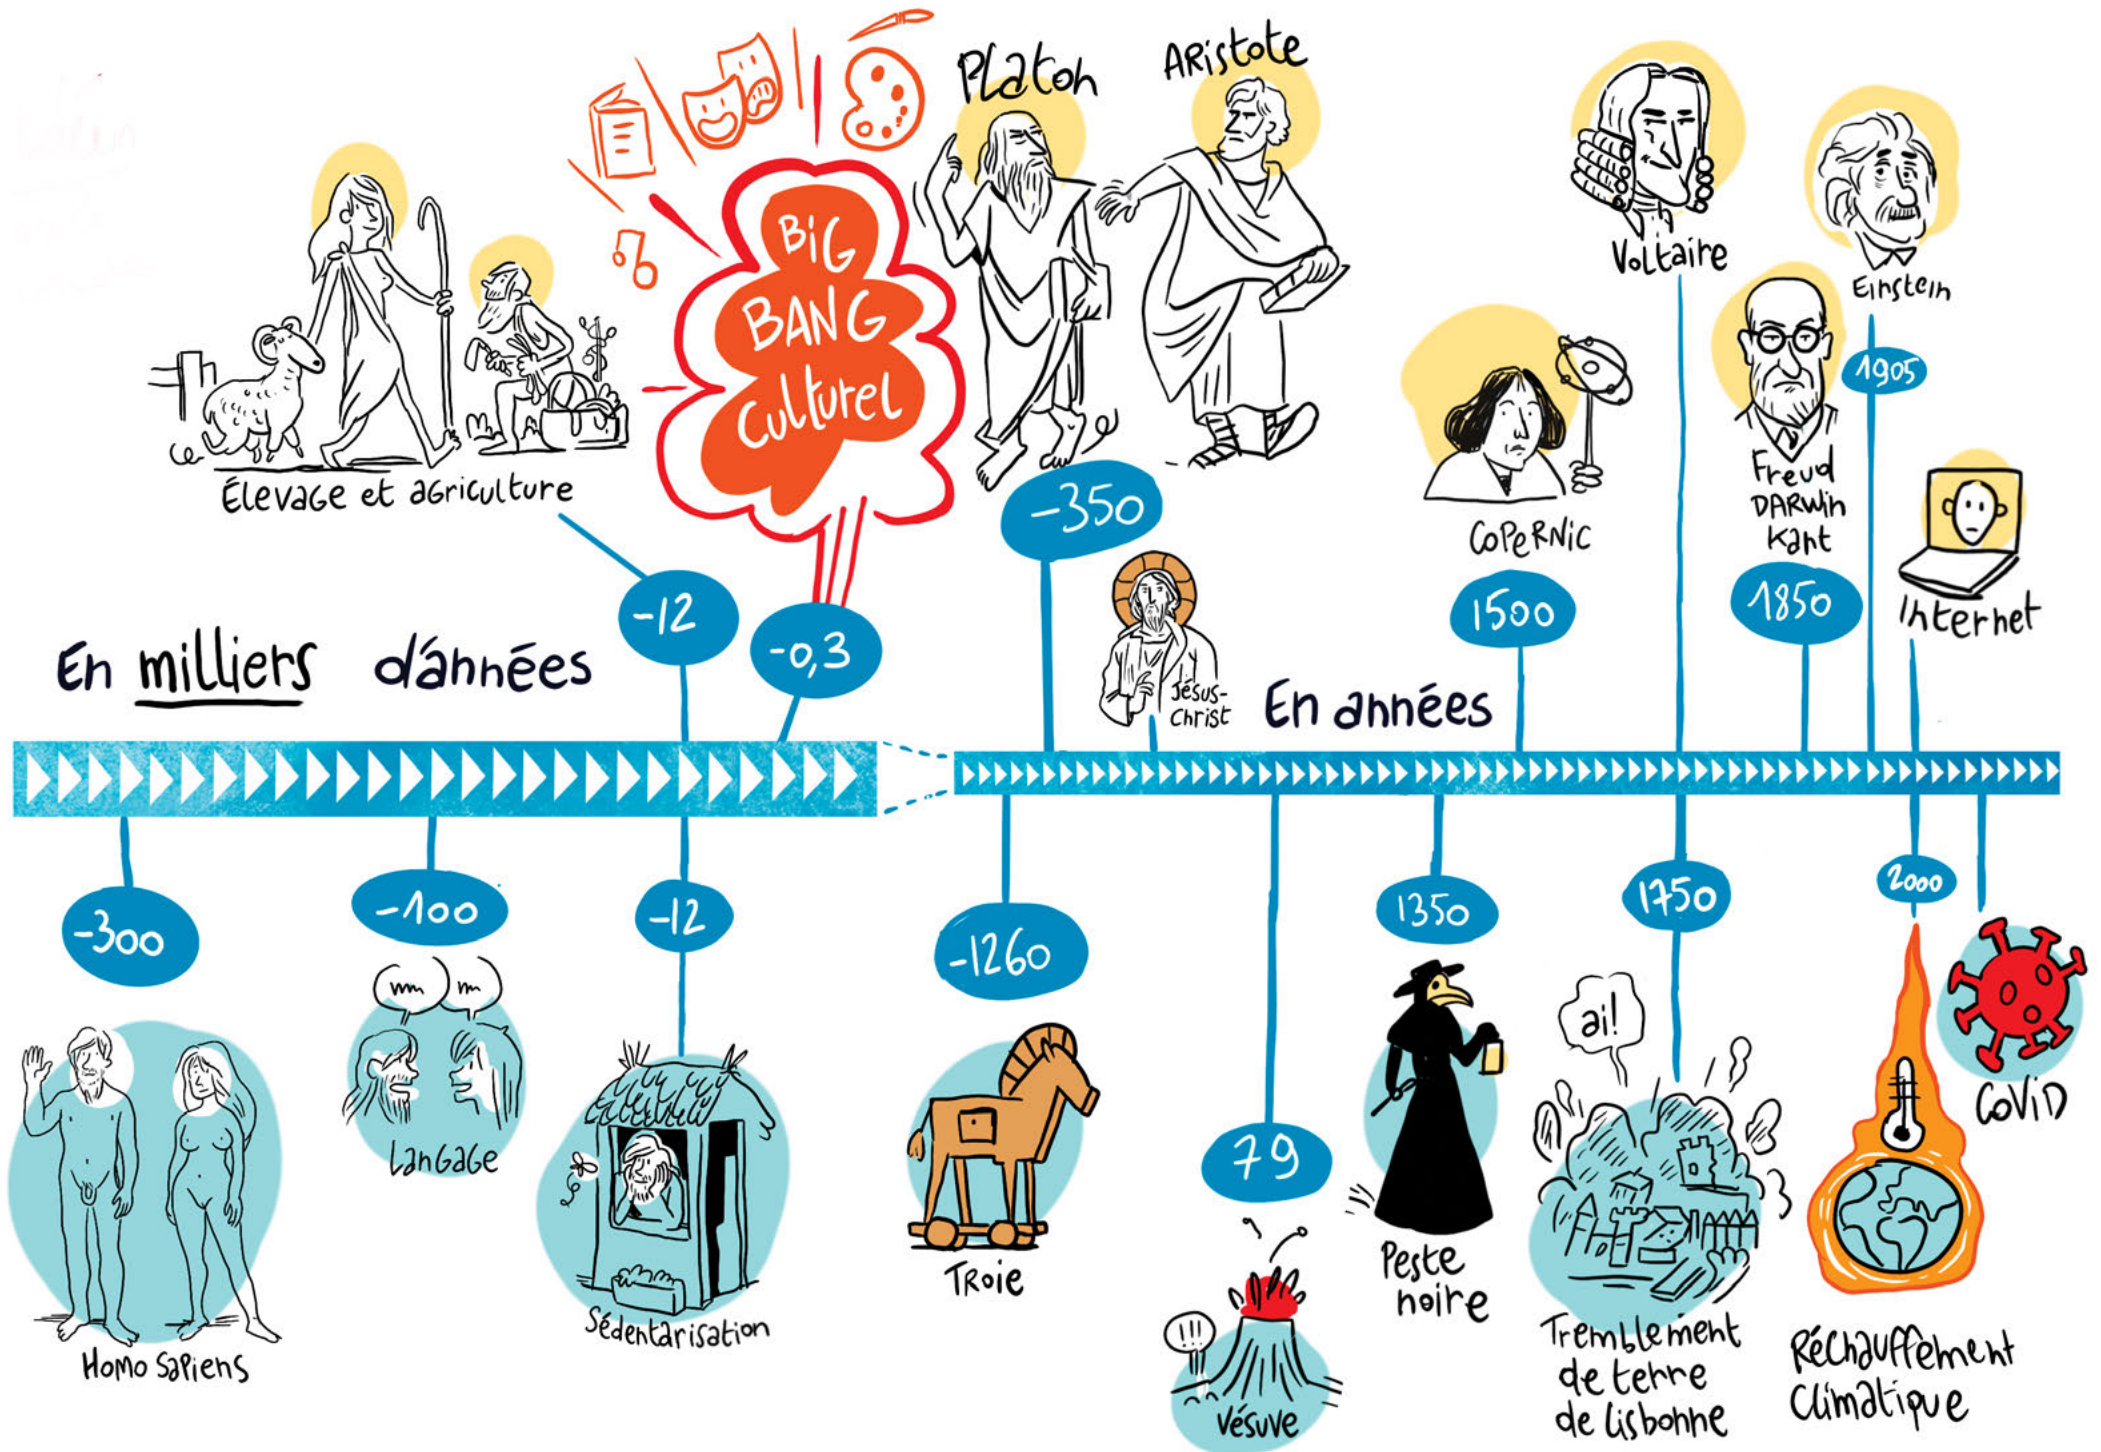 Platon
Aristote
Voltaire
Einstein
1905
BiG
BANG
Culturel
Élevage et agriculture
-350
Copernic
Freud
Darwin
Kant
-12
-0,3
1500
1850
Internet
En milliers d'années
Jésus-
Christ
En années
-300
-100
-12
-1260
1350
1750
2000
mm
m
Homo Sapiens
Langage
Sédentarisation
Troie
79
!!!
Vésuve
Peste
noire
ai!
Tremblement
de terre
de Lisbonne
Réchauffement
Climatique
CoViD